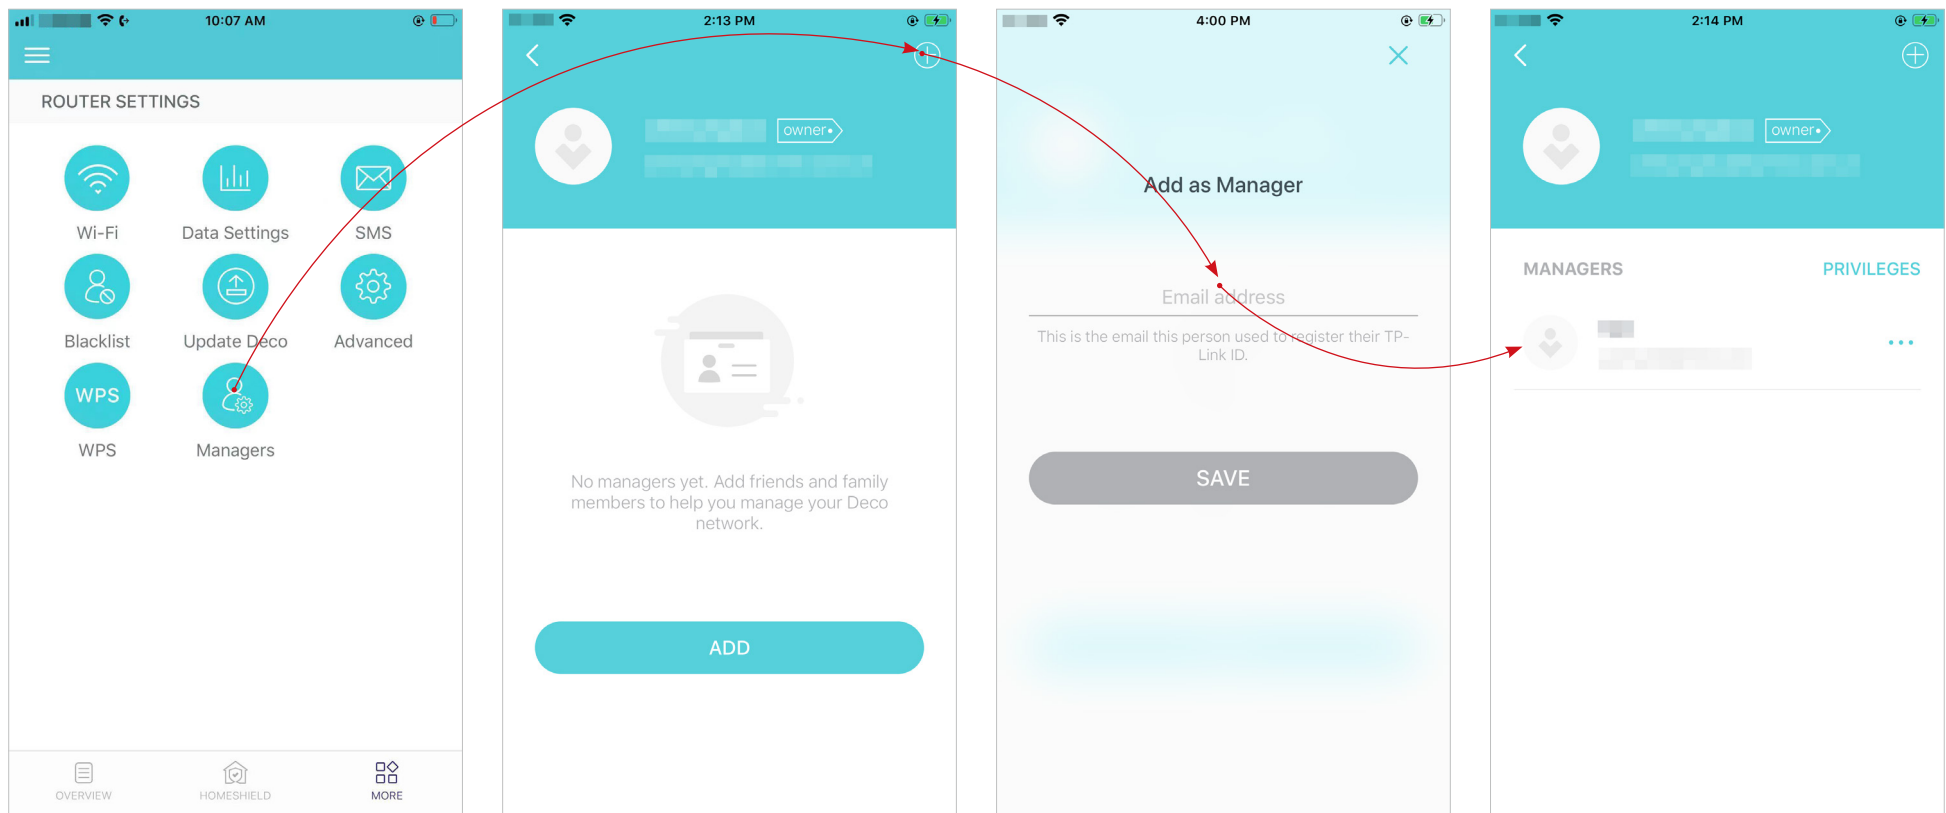 10:07 AM
ROUTER SETTINGS
Wi-Fi
Data Settings
SMS
Blacklist
Update Deco
Advanced
WPS
WPS
Managers
OVERVIEW
HOMESHIELD
MORE
2:13 PM
owner
No managers yet. Add friends and family
members to help you manage your Deco
network.
ADD
4:00 PM
Add as Manager
Email address
This is the email this person used to register their TP-
Link ID.
SAVE
2:14 PM
owner
MANAGERS
PRIVILEGES